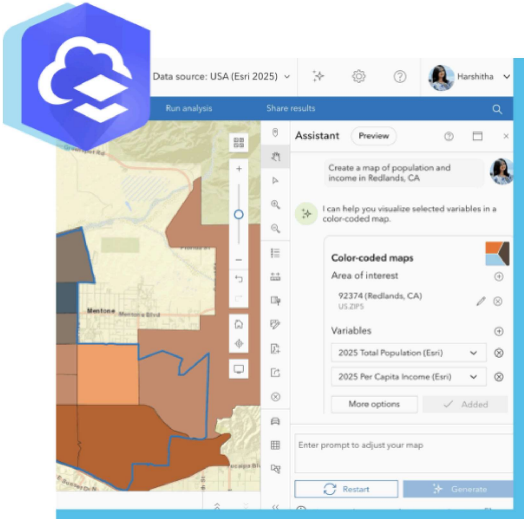 Data source: USA (Esri 2025)
Harshitha
Run analysis
Share results
Assistant
Preview
Create a map of population and
income in Redlands, CA
I can help you visualize selected variables in a
color-coded map.
Color-coded maps
Area of interest
92374 (Redlands, CA)
US.ZIP5
Variables
2025 Total Population (Esri)
2025 Per Capita Income (Esri)
More options
Added
Enter prompt to adjust your map
Restart
Generate
Mentone
Mentone Blvd